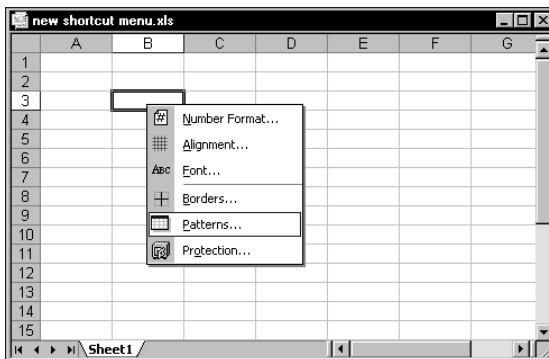 new shortcut menu.xls
A B C D E F G
1
2
3
4
5
6
7
8
9
10
11
12
13
14
15
Number Format...
Alignment...
ABC Font...
Borders...
Patterns...
Protection...
Sheet1